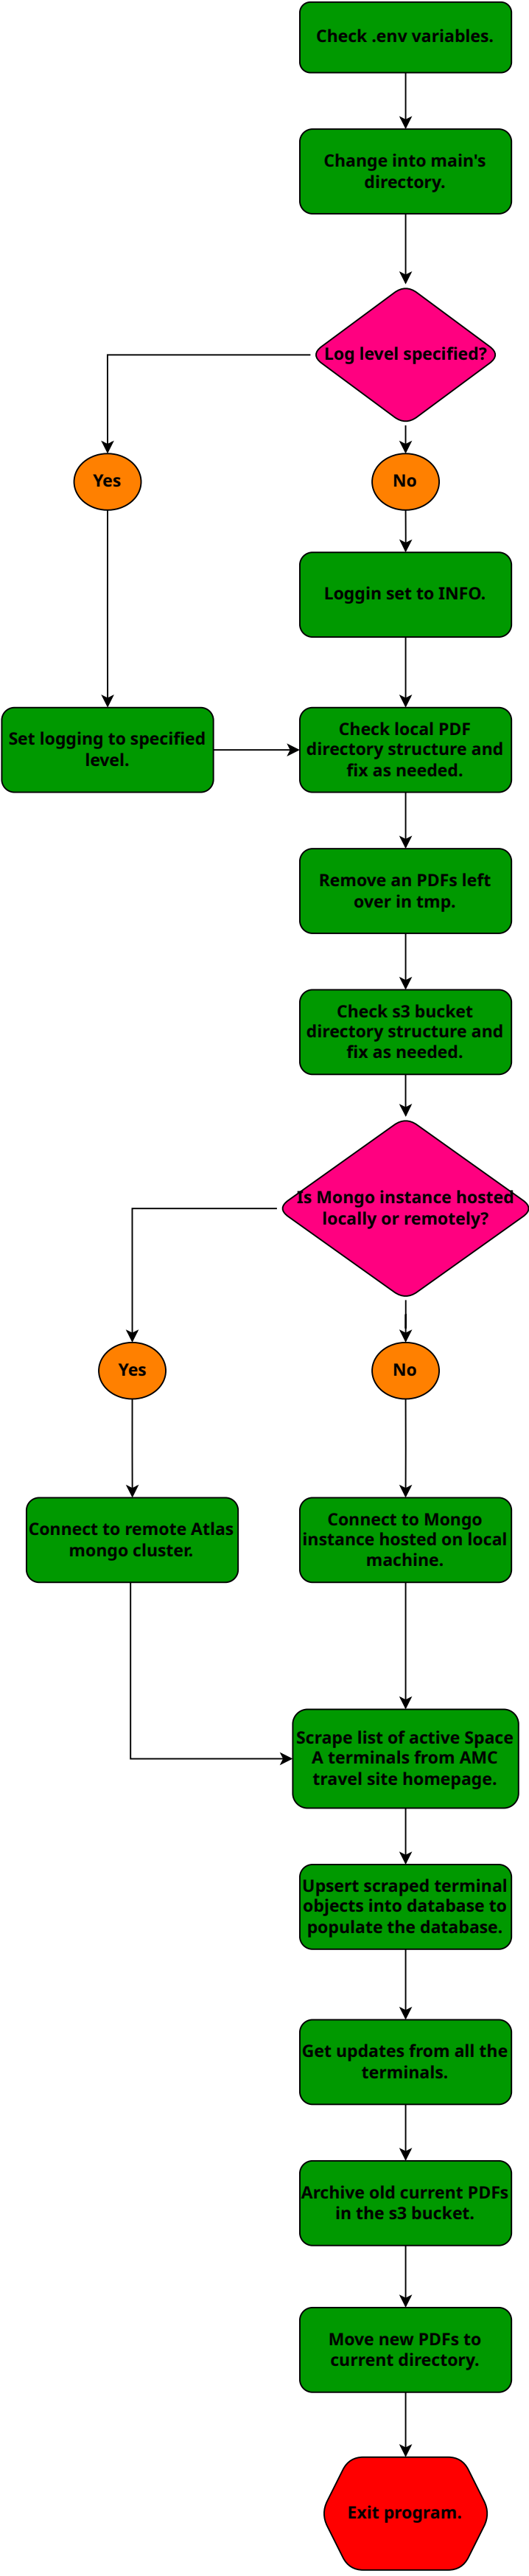 Check .env variables.
Change into main's
directory.
Log level specified?
Yes
No
Loggin set to INFO.
Set logging to specified
level.
Check local PDF
directory structure and
fix as needed.
Remove an PDFs left
over in tmp.
Check s3 bucket
directory structure and
fix as needed.
Is Mongo instance hosted
locally or remotely?
Yes
No
Connect to remote Atlas
mongo cluster.
Connect to Mongo
instance hosted on local
machine.
Scrape list of active Space
A terminals from AMC
travel site homepage.
Upsert scraped terminal
objects into database to
populate the database.
Get updates from all the
terminals.
Archive old current PDFs
in the s3 bucket.
Move new PDFs to
current directory.
Exit program.